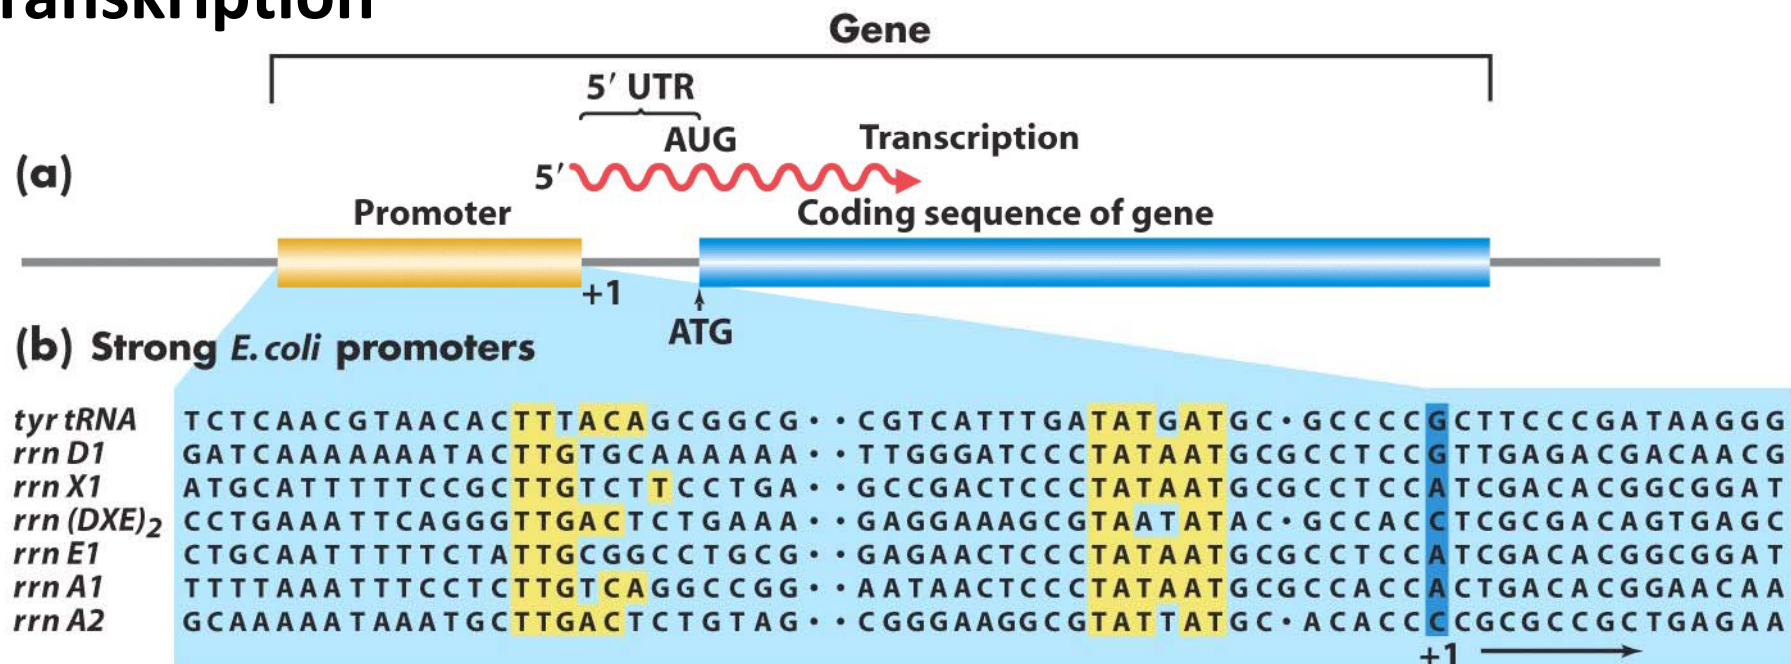 Transkription
Gene
5′ UTR
AUG
Transcription
(a)
5′
Promoter
Coding sequence of gene
+1
ATG
(b) Strong E. coli promoters
tyr tRNA TCTCAACGTAACACTTTACAGCGGCG··CGTCATTTGATATGATGC·GCCCCGCTTCCCGATAAGGG
rrn D1 GATCAAAAAAATACTTGTGCAAAAAA··TTGGGATCCCTATAATGCGCCTCCGTTGAGACGACAACG
rrn X1 ATGCATTTTTCCGCTTGTCTTCCTGA··GCCGACTCCCTATAATGCGCCTCCATCGACACGGCGGAT
rrn (DXE)2 CCTGAAATTCAGGGTTGACTCTGAAA··GAGGAAAGCGTAATATAC·GCCACCTCGCGACAGTGAGC
rrn E1 CTGCAATTTTTCTATTGCGGCCTGCG··GAGAACTCCCTATAATGCGCCTCCATCGACACGGCGGAT
rrn A1 TTTTAAATTTCCTCTTGTCAGGCCGG··AATAACTCCCTATAATGCGCCACCACTGACACGGAACAA
rrn A2 GCAAAAATAAATGCTTGACTCTGTAG··CGGGAAGGCGTATTATGC·ACACCCCGCGCCGCTGAGAA
+1